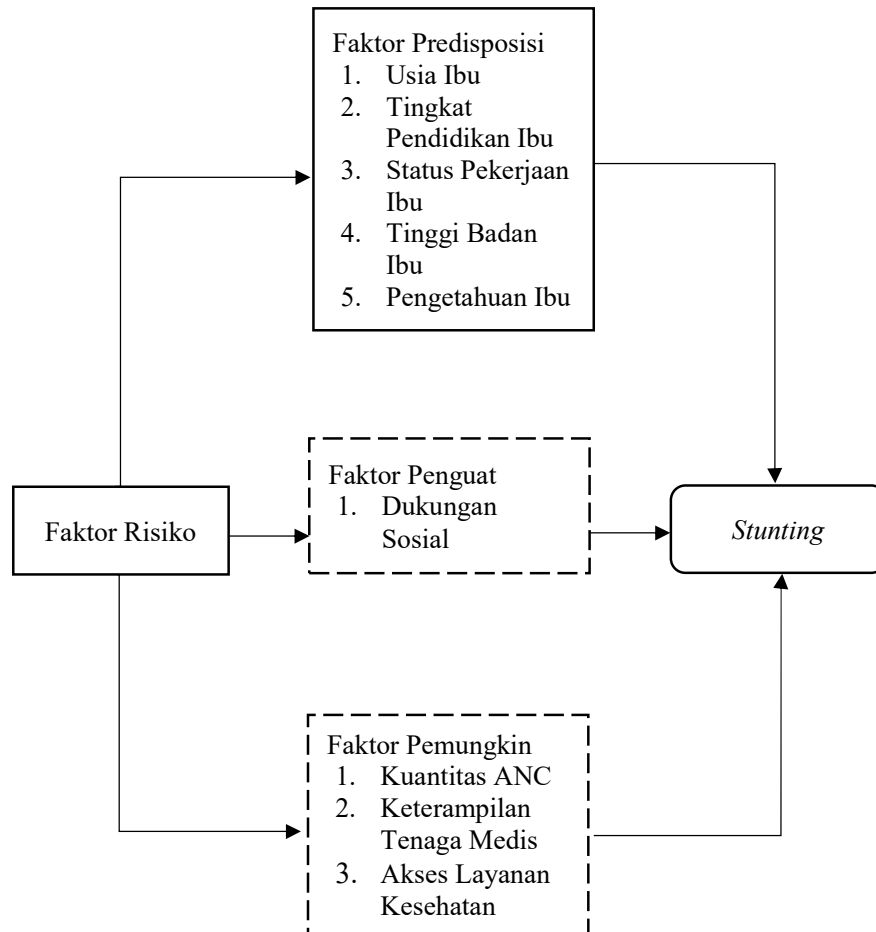 Faktor Predisposisi
1. Usia Ibu
2. Tingkat
Pendidikan Ibu
3. Status Pekerjaan
Ibu
4. Tinggi Badan
Ibu
5. Pengetahuan Ibu
Faktor Risiko
Faktor Penguat
1. Dukungan
Sosial
Stunting
Faktor Pemungkin
1. Kuantitas ANC
2. Keterampilan
Tenaga Medis
3. Akses Layanan
Kesehatan